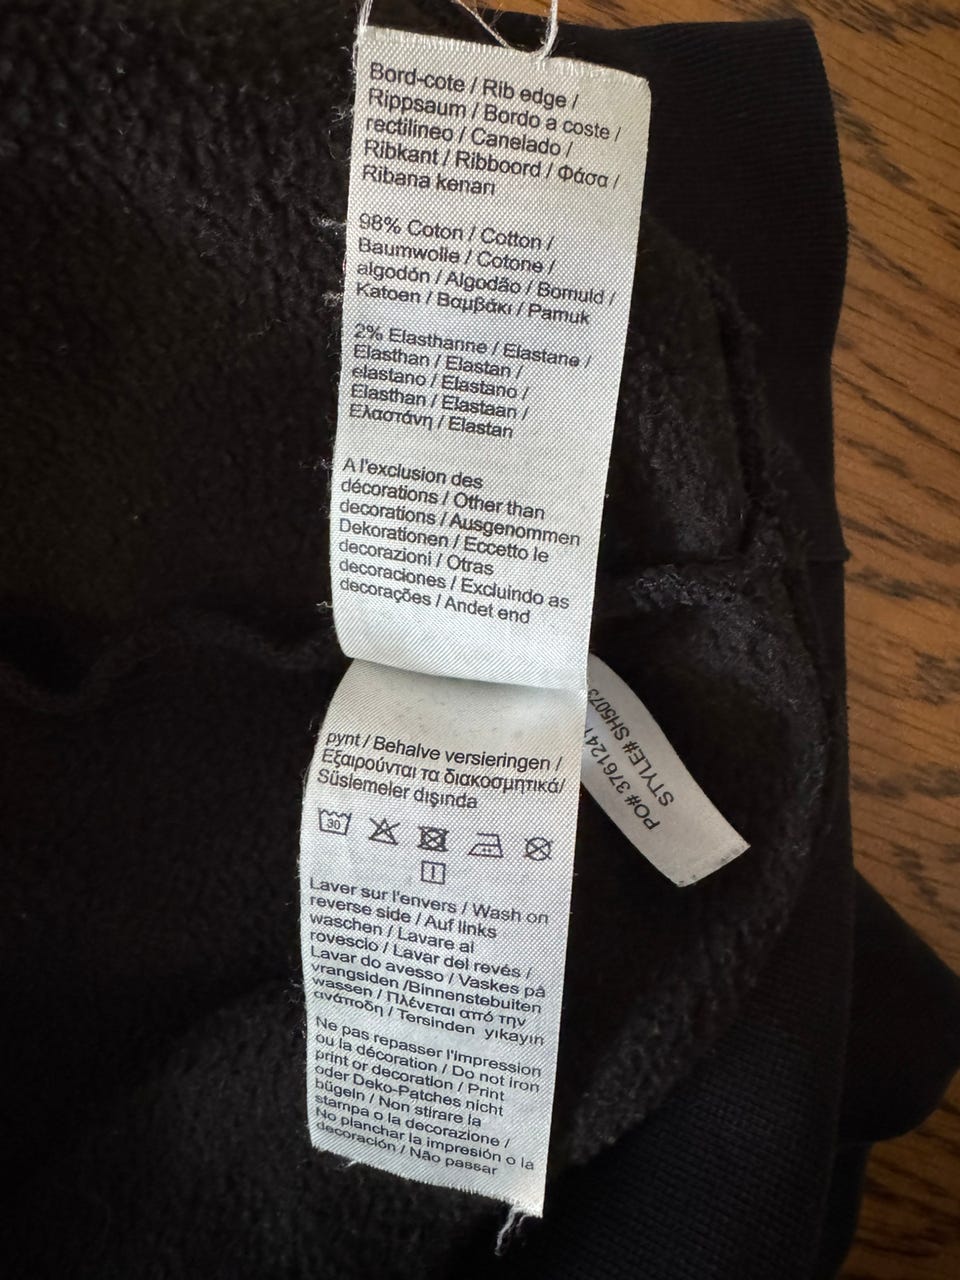 Bord-cote / Rib edge /
Rippsaum / Bordo a coste /
rectilíneo / Canelado /
Ribkant / Ribboord / Φάσα /
Ribana kenarı
98% Coton / Cotton /
Baumwolle / Cotone /
algodón / Algodão / Bomuld /
Katoen / Βαμβάκι / Pamuk
2% Elasthanne / Elastane /
Elasthan / Elastan /
elastano / Elastano /
Elasthan / Elastaan /
Ελαστάνη / Elastan
A l'exclusion des
décorations / Other than
decorations / Ausgenommen
Dekorationen / Eccetto le
decorazioni / Otras
decoraciones / Excluindo as
decorações / Andet end
pynt / Behalve versieringen /
Εξαιρούνται τα διακοσμητικά/
Süslemeler dışında
30
Laver sur l'envers / Wash on
reverse side / Auf links
waschen / Lavare al
rovescio / Lavar del revés /
Lavar do avesso / Vaskes på
vrangsiden /Binnenstebuiten
wassen / Πλένεται από την
ανάποδη / Tersinden yıkayın
Ne pas repasser l'impression
ou la décoration / Do not iron
print or decoration / Print
oder Deko-Patches nicht
bügeln / Non stirare la
stampa o la decorazione /
No planchar la impresión o la
decoración / Não passar
PO# 376124
STYLE# SH5073